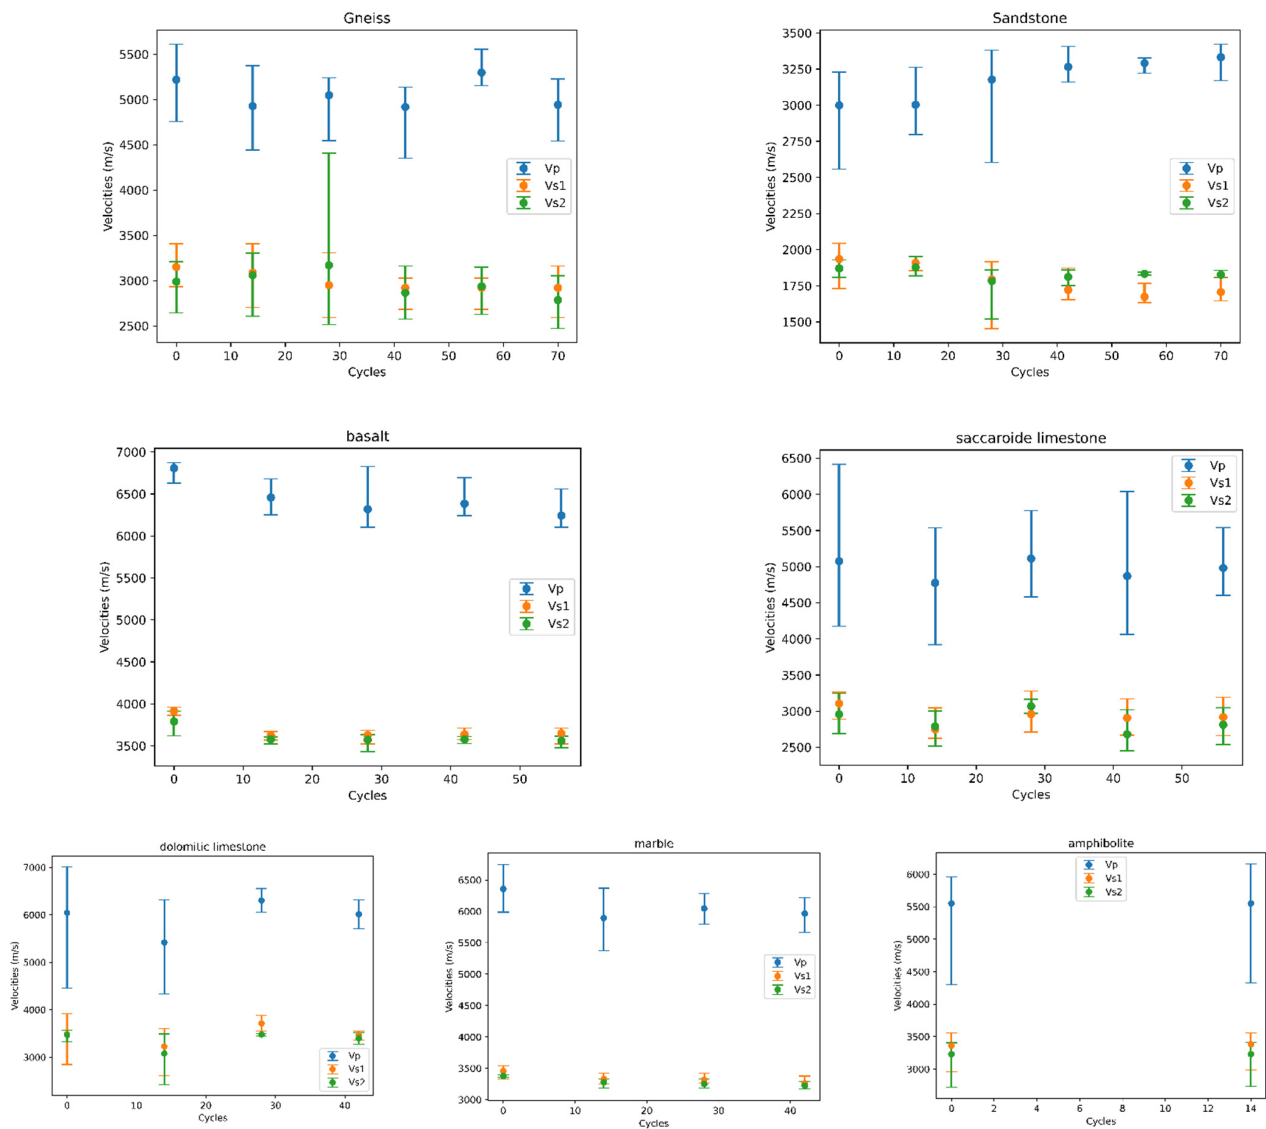 Gneiss
5500
5000
4500
4000
3500
3000
2500
Velocities (m/s)
Vp
Vs1
Vs2
0 10 20 30 40 50 60 70
Cycles
Sandstone
3500
3250
3000
2750
2500
2250
2000
1750
1500
Velocities (m/s)
Vp
Vs1
Vs2
0 10 20 30 40 50 60 70
Cycles
basalt
7000
6500
6000
5500
5000
4500
4000
3500
Velocities (m/s)
Vp
Vs1
Vs2
0 10 20 30 40 50
Cycles
saccaroide limestone
6500
6000
5500
5000
4500
4000
3500
3000
2500
Velocities (m/s)
Vp
Vs1
Vs2
0 10 20 30 40 50
Cycles
dolomitic limestone
7000
6000
5000
4000
3000
Velocities (m/s)
Vp
Vs1
Vs2
0 10 20 30 40
Cycles
marble
6500
6000
5500
5000
4500
4000
3500
3000
Velocities (m/s)
Vp
Vs1
Vs2
0 10 20 30 40
Cycles
amphibolite
6000
5500
5000
4500
4000
3500
3000
Velocities (m/s)
Vp
Vs1
Vs2
0 2 4 6 8 10 12 14
Cycles